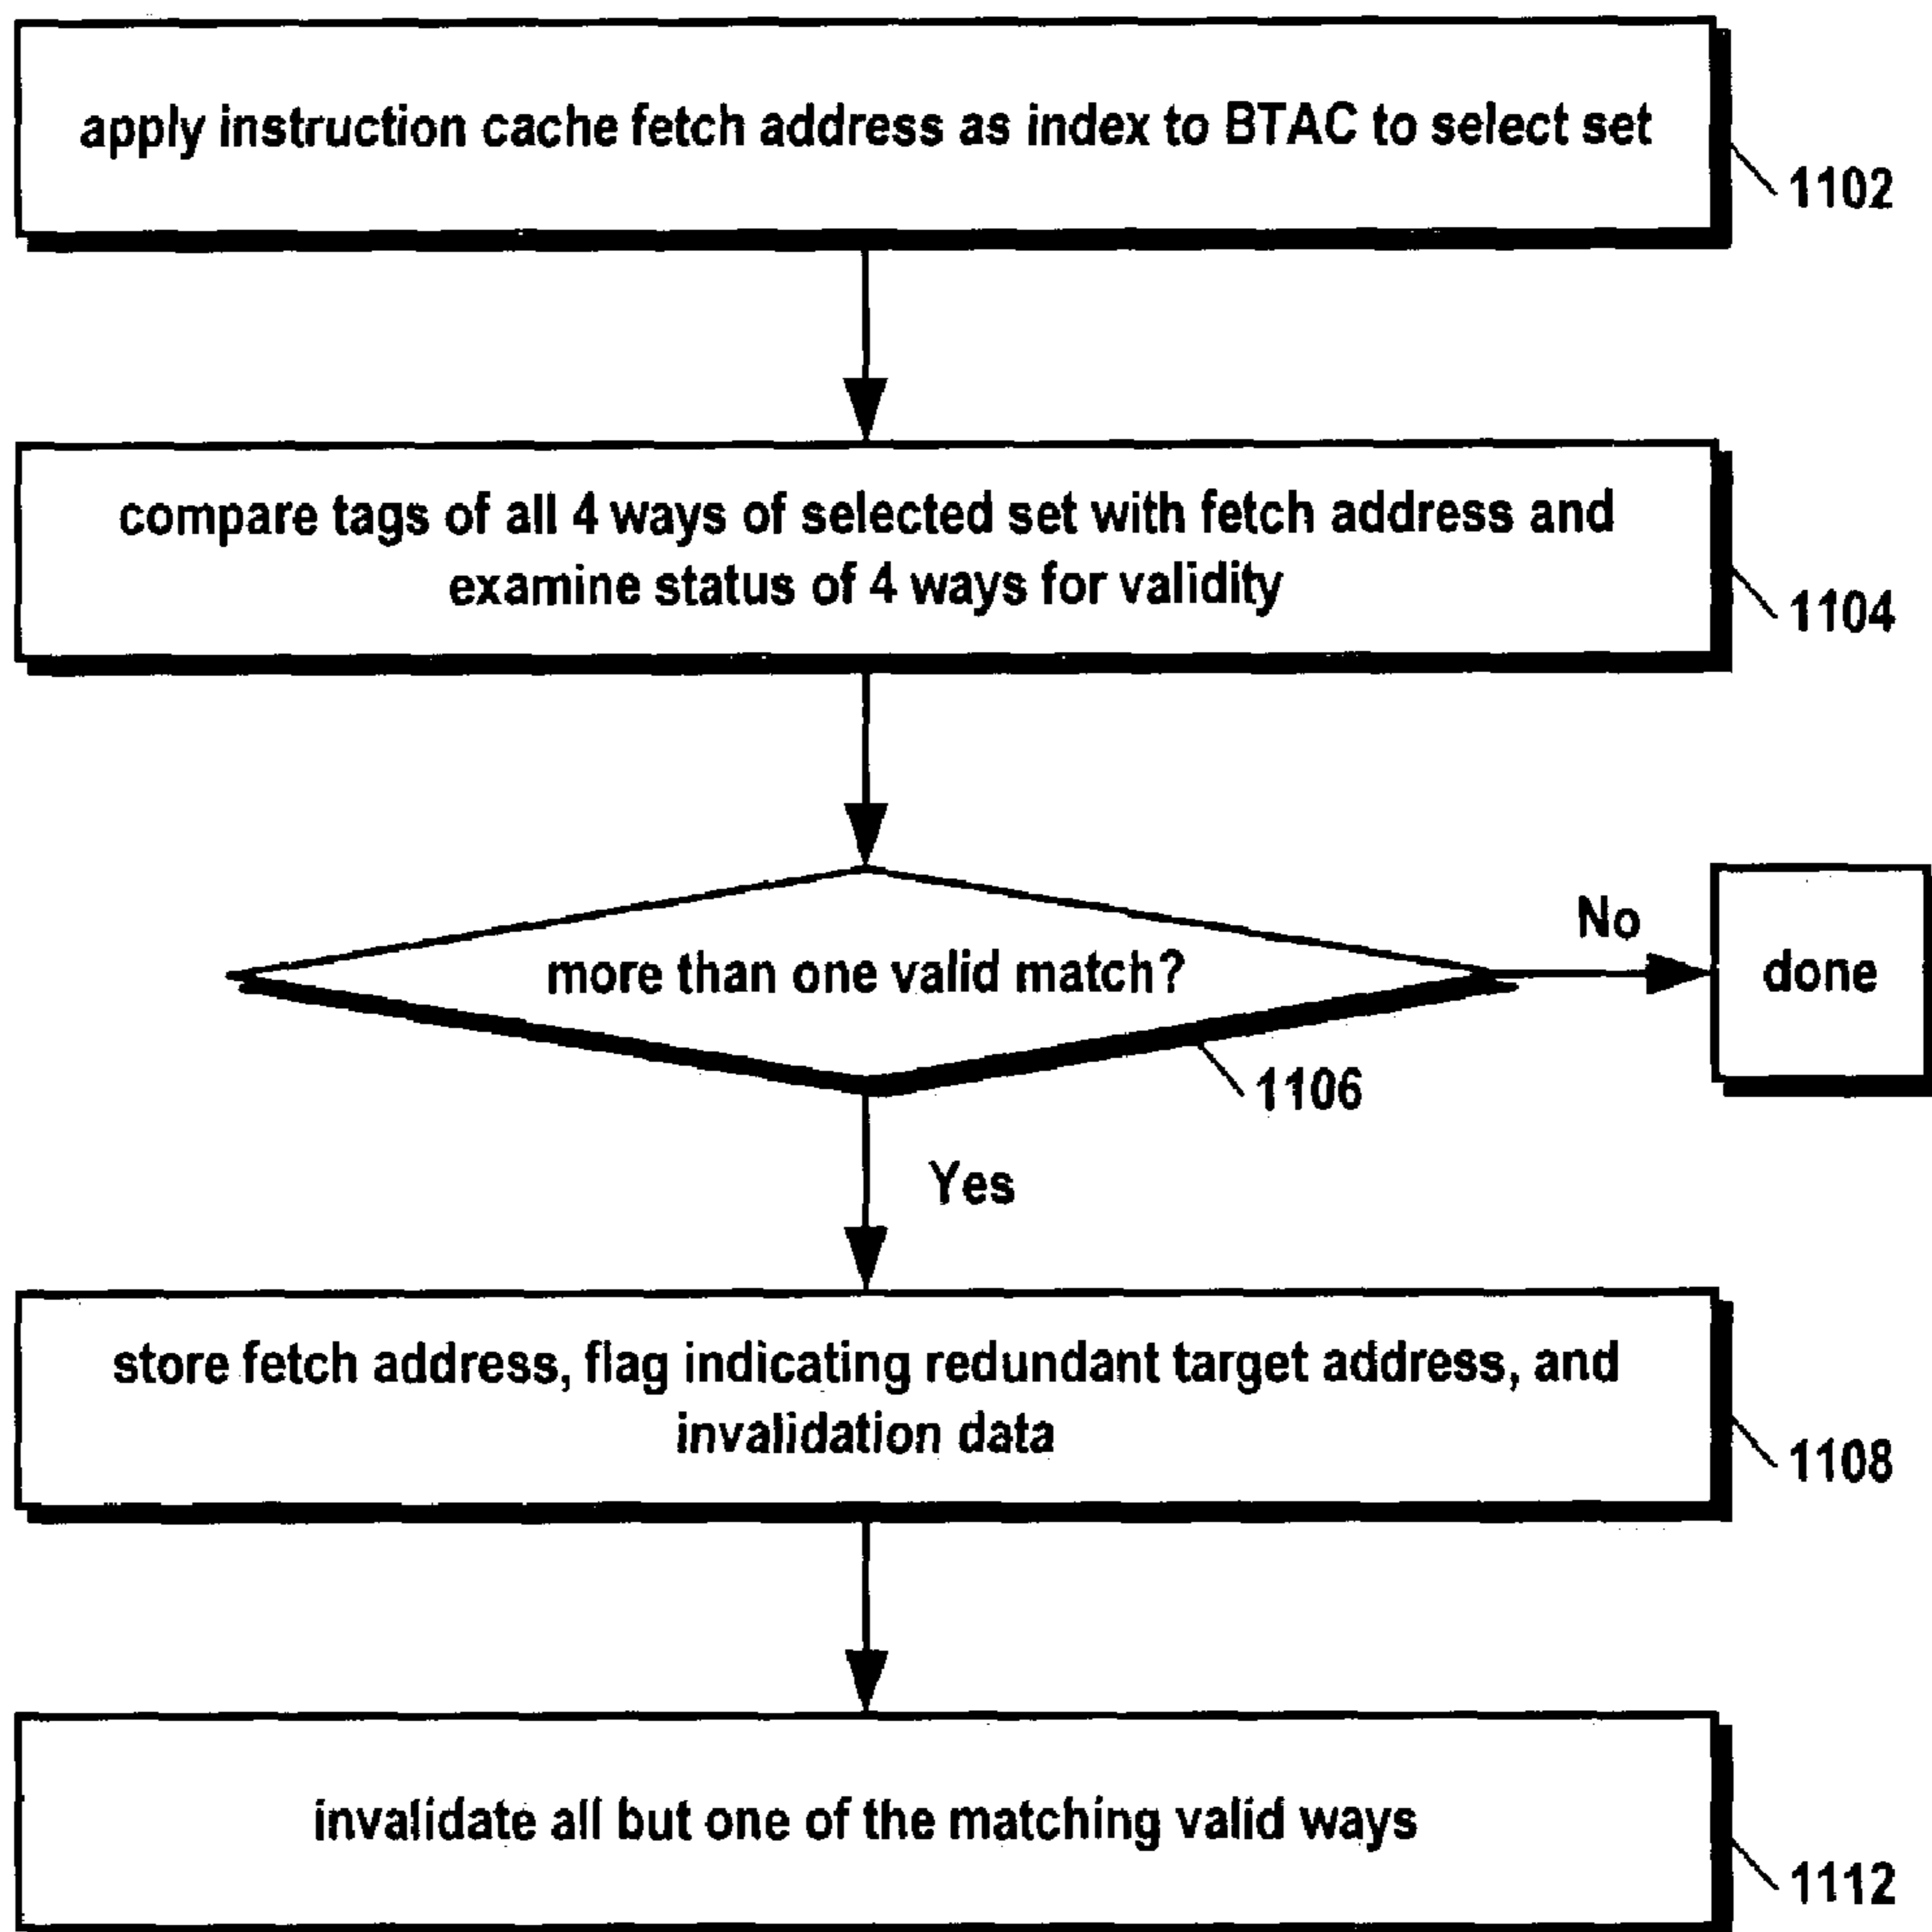 apply instruction cache fetch address as index to BTAC to select set
1102
compare tags of all 4 ways of selected set with fetch address and
examine status of 4 ways for validity
1104
more than one valid match?
No
done
1106
Yes
store fetch address, flag indicating redundant target address, and
invalidation data
1108
invalidate all but one of the matching valid ways
1112